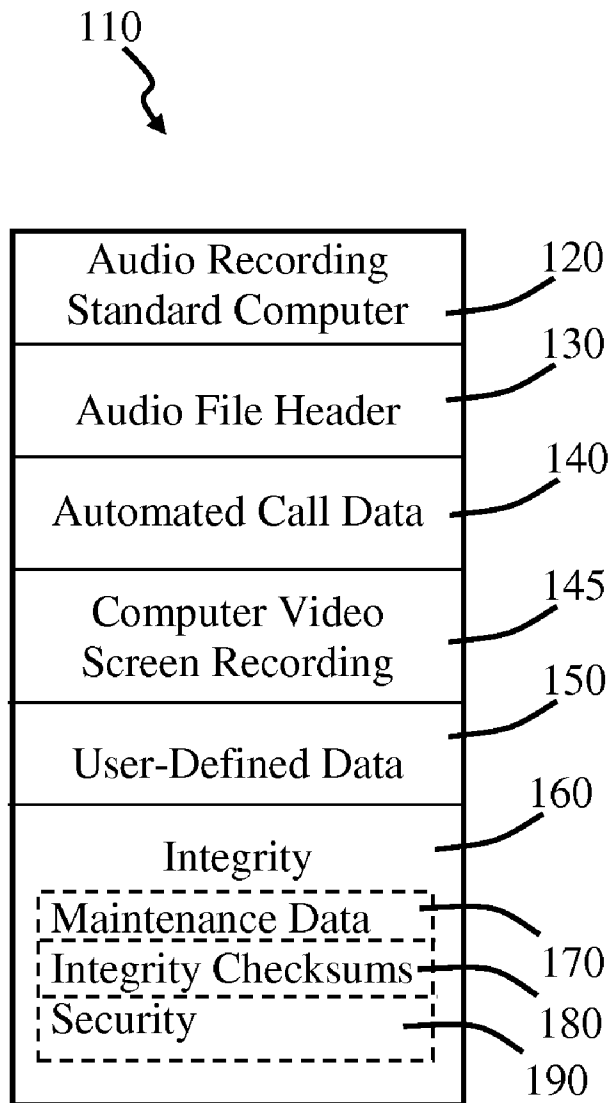 110
Audio Recording
Standard Computer
120
Audio File Header
130
Automated Call Data
140
Computer Video
Screen Recording
145
User-Defined Data
150
Integrity
160
Maintenance Data
170
Integrity Checksums
180
Security
190